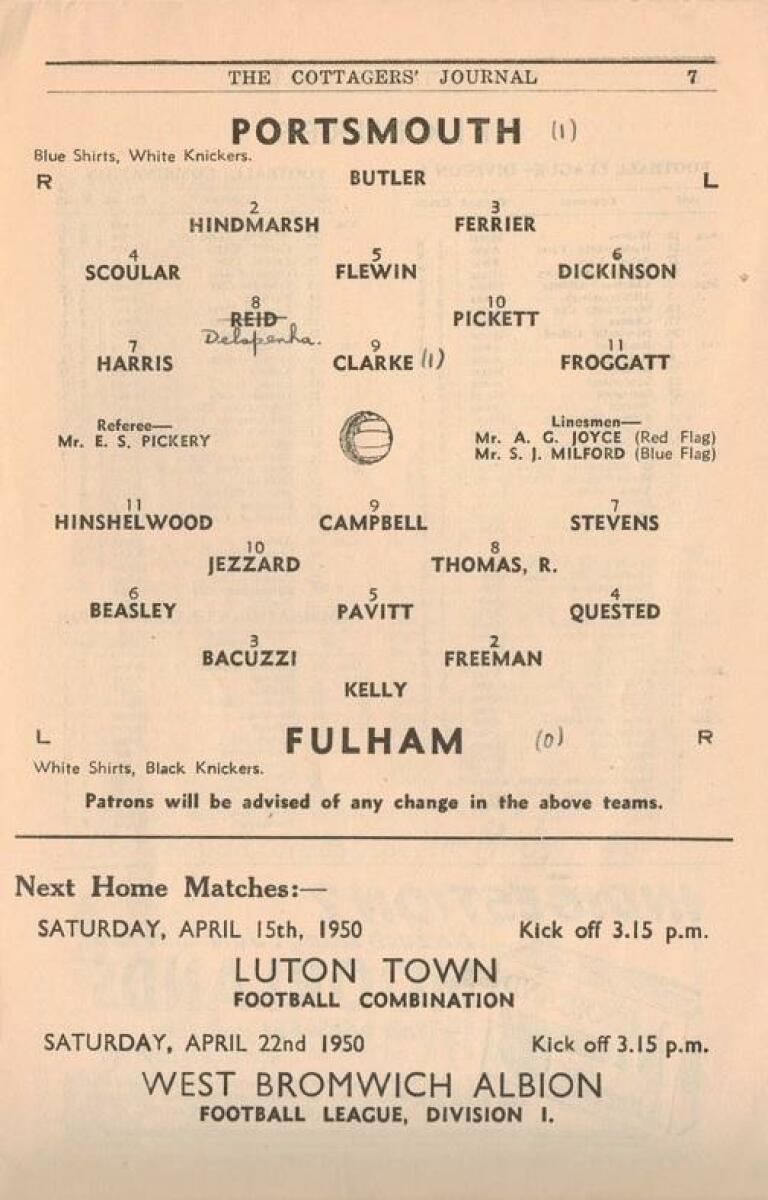 THE COTTAGERS' JOURNAL 7
PORTSMOUTH (1)
Blue Shirts, White Knickers.
R BUTLER L
2 3
HINDMARSH FERRIER
4 5 6
SCOULAR FLEWIN DICKINSON
8 10
REID PICKETT
Delapenha.
7 9 11
HARRIS CLARKE (1) FROGGATT
Referee— Linesmen—
Mr. E. S. PICKERY Mr. A. G. JOYCE (Red Flag)
Mr. S. J. MILFORD (Blue Flag)
11 9 7
HINSHELWOOD CAMPBELL STEVENS
10 8
JEZZARD THOMAS, R.
6 5 4
BEASLEY PAVITT QUESTED
3 2
BACUZZI FREEMAN
KELLY
L FULHAM (0) R
White Shirts, Black Knickers.
Patrons will be advised of any change in the above teams.
Next Home Matches:—
SATURDAY, APRIL 15th, 1950 Kick off 3.15 p.m.
LUTON TOWN
FOOTBALL COMBINATION
SATURDAY, APRIL 22nd 1950 Kick off 3.15 p.m.
WEST BROMWICH ALBION
FOOTBALL LEAGUE, DIVISION I.